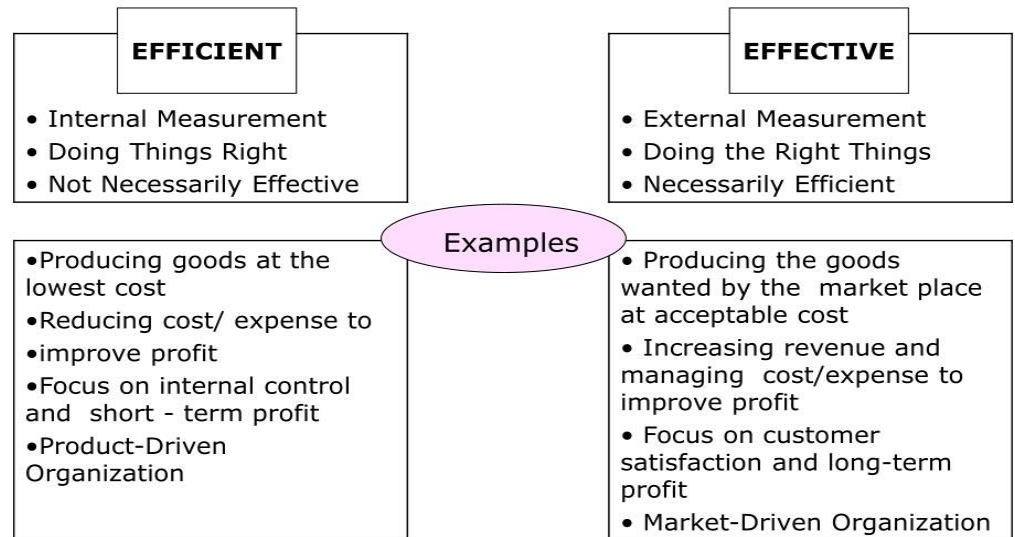 EFFICIENT
• Internal Measurement
• Doing Things Right
• Not Necessarily Effective
EFFECTIVE
• External Measurement
• Doing the Right Things
• Necessarily Efficient
Examples
•Producing goods at the
lowest cost
•Reducing cost/ expense to
•improve profit
•Focus on internal control
and short - term profit
•Product-Driven
Organization
• Producing the goods
wanted by the market place
at acceptable cost
• Increasing revenue and
managing cost/expense to
improve profit
• Focus on customer
satisfaction and long-term
profit
• Market-Driven Organization